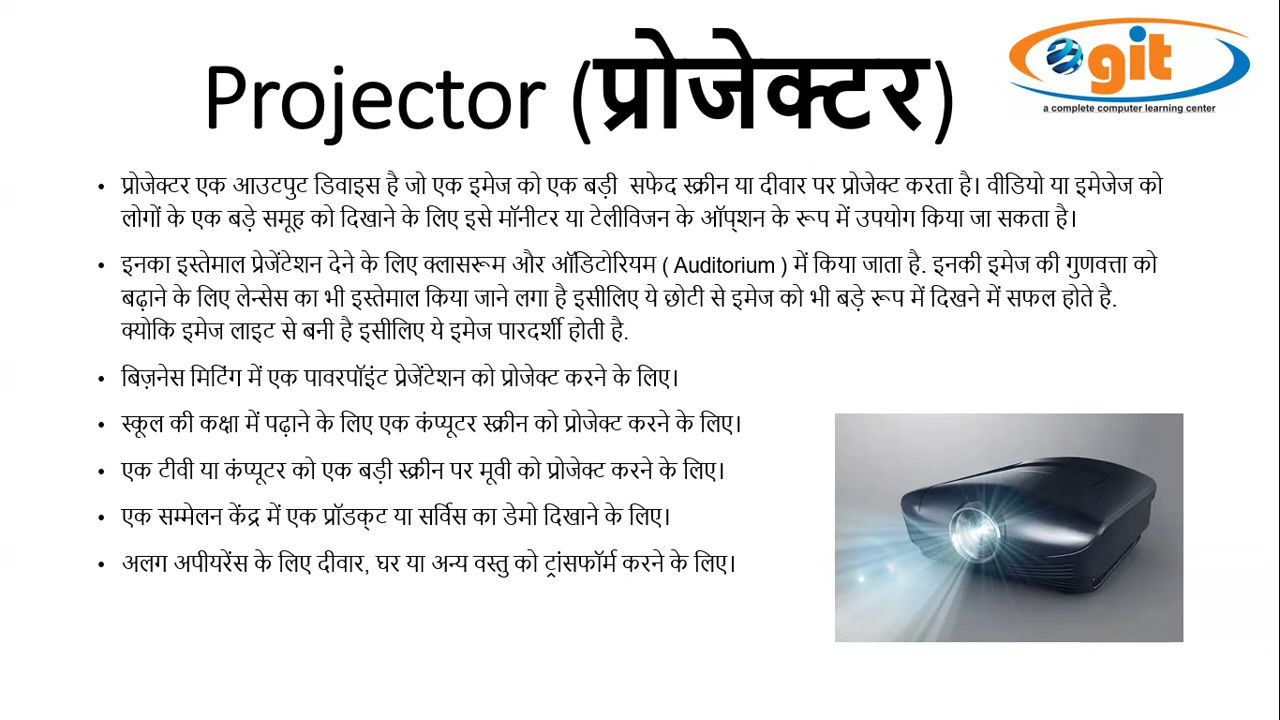 Projector (प्रोजेक्टर)
egit
a complete computer learning center
• प्रोजेक्टर एक आउटपुट डिवाइस है जो एक इमेज को एक बड़ी सफेद स्क्रीन या दीवार पर प्रोजेक्ट करता है। वीडियो या इमेजेज को
लोगों के एक बड़े समूह को दिखाने के लिए इसे मॉनीटर या टेलीविजन के ऑप्शन के रूप में उपयोग किया जा सकता है।
• इनका इस्तेमाल प्रेजेंटेशन देने के लिए क्लासरूम और ऑडिटोरियम ( Auditorium ) में किया जाता है. इनकी इमेज की गुणवत्ता को
बढ़ाने के लिए लेन्सेस का भी इस्तेमाल किया जाने लगा है इसीलिए ये छोटी से इमेज को भी बड़े रूप में दिखने में सफल होते है.
क्योकि इमेज लाइट से बनी है इसीलिए ये इमेज पारदर्शी होती है.
• बिज़नेस मिटिंग में एक पावरपॉइंट प्रेजेंटेशन को प्रोजेक्ट करने के लिए।
• स्कूल की कक्षा में पढ़ाने के लिए एक कंप्यूटर स्क्रीन को प्रोजेक्ट करने के लिए।
• एक टीवी या कंप्यूटर को एक बड़ी स्क्रीन पर मूवी को प्रोजेक्ट करने के लिए।
• एक सम्मेलन केंद्र में एक प्रॉडक्ट या सर्विस का डेमो दिखाने के लिए।
• अलग अपीयरेंस के लिए दीवार, घर या अन्य वस्तु को ट्रांसफॉर्म करने के लिए।